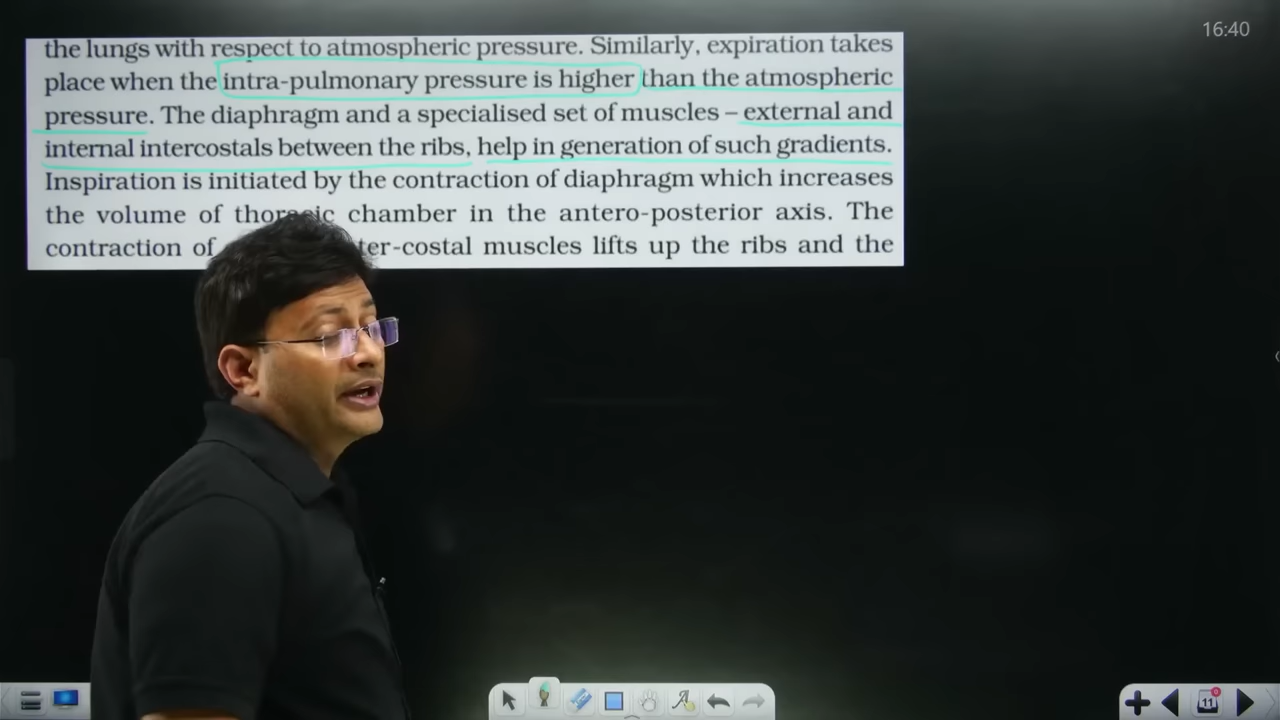 16:40
the lungs with respect to atmospheric pressure. Similarly, expiration takes
place when the intra-pulmonary pressure is higher than the atmospheric
pressure. The diaphragm and a specialised set of muscles – external and
internal intercostals between the ribs, help in generation of such gradients.
Inspiration is initiated by the contraction of diaphragm which increases
the volume of thoracic chamber in the antero-posterior axis. The
contraction of ter-costal muscles lifts up the ribs and the
11